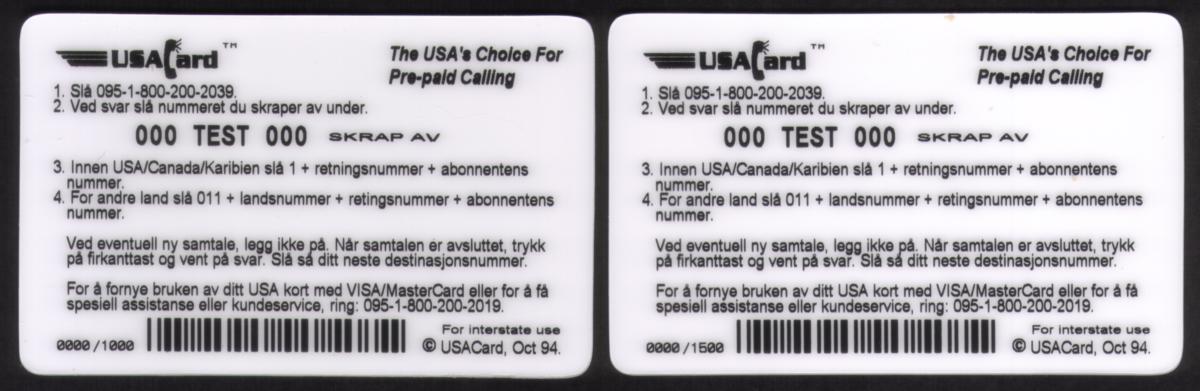 USACard™
The USA's Choice For
Pre-paid Calling
1. Slå 095-1-800-200-2039.
2. Ved svar slå nummeret du skraper av under.
000 TEST 000 SKRAP AV
3. Innen USA/Canada/Karibien slå 1 + retningsnummer + abonnentens
nummer.
4. For andre land slå 011 + landsnummer + retingsnummer + abonnentens
nummer.
Ved eventuell ny samtale, legg ikke på. Når samtalen er avsluttet, trykk
på firkanttast og vent på svar. Slå så ditt neste destinasjonsnummer.
For å fornye bruken av ditt USA kort med VISA/MasterCard eller for å få
spesiell assistanse eller kundeservice, ring: 095-1-800-200-2019.
0000/1000
For interstate use
© USACard, Oct 94.
USACard™
The USA's Choice For
Pre-paid Calling
1. Slå 095-1-800-200-2039.
2. Ved svar slå nummeret du skraper av under.
000 TEST 000 SKRAP AV
3. Innen USA/Canada/Karibien slå 1 + retningsnummer + abonnentens
nummer.
4. For andre land slå 011 + landsnummer + retingsnummer + abonnentens
nummer.
Ved eventuell ny samtale, legg ikke på. Når samtalen er avsluttet, trykk
på firkanttast og vent på svar. Slå så ditt neste destinasjonsnummer.
For å fornye bruken av ditt USA kort med VISA/MasterCard eller for å få
spesiell assistanse eller kundeservice, ring: 095-1-800-200-2019.
0000/1500
For interstate use
© USACard, Oct 94.